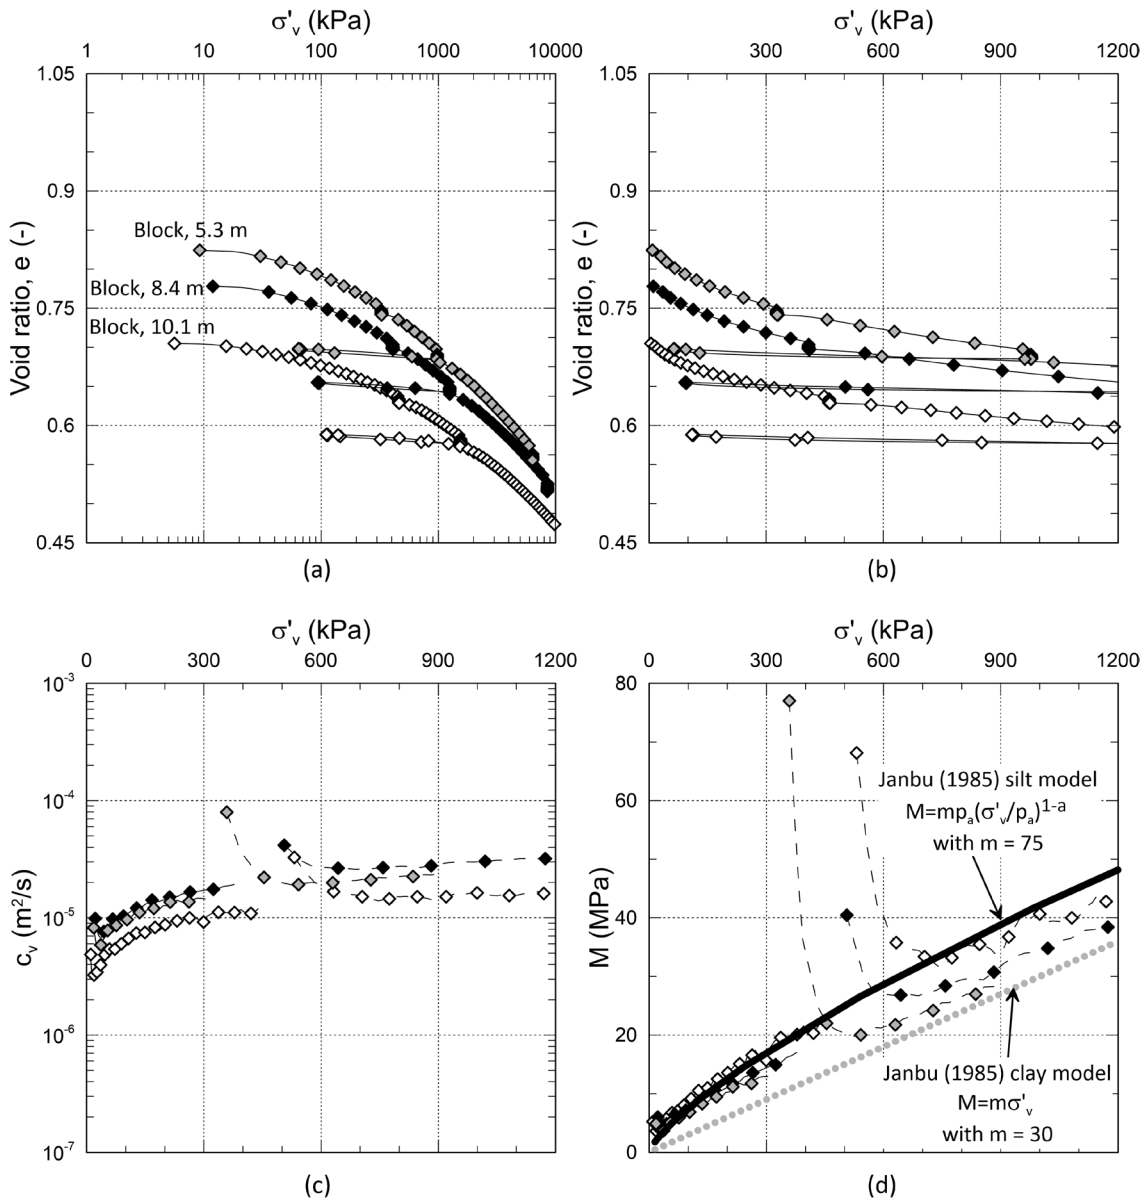 σ'v (kPa)
1 10 100 1000 10000
1.05
0.9
0.75
0.6
0.45
Void ratio, e (-)
Block, 5.3 m
Block, 8.4 m
Block, 10.1 m
(a)
σ'v (kPa)
300 600 900 1200
1.05
0.9
0.75
0.6
0.45
Void ratio, e (-)
(b)
σ'v (kPa)
0 300 600 900 1200
10⁻³
10⁻⁴
10⁻⁵
10⁻⁶
10⁻⁷
cv (m²/s)
(c)
σ'v (kPa)
0 300 600 900 1200
80
60
40
20
0
M (MPa)
Janbu (1985) silt model
M=mpa(σ'v/pa)¹⁻ᵃ
with m = 75
Janbu (1985) clay model
M=mσ'v
with m = 30
(d)